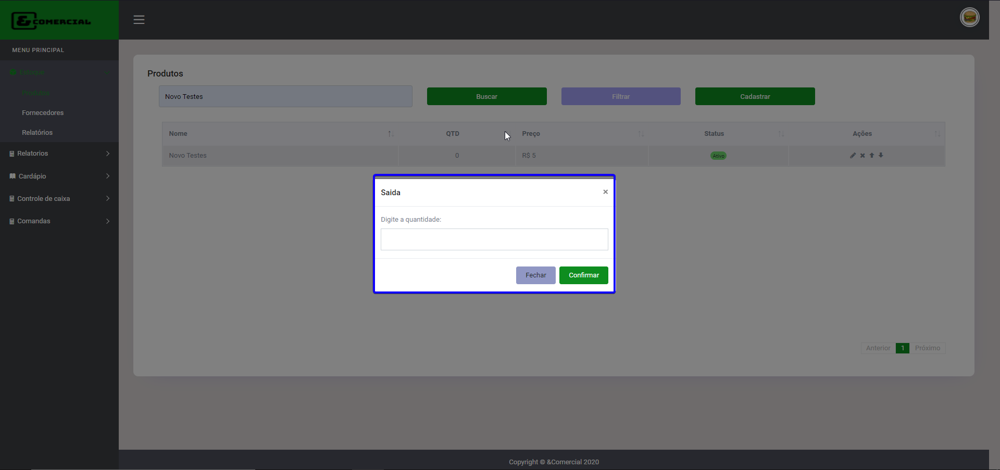 & COMERCIAL
MENU PRINCIPAL
Estoque
Produtos
Fornecedores
Relatórios
Relatorios
Cardápio
Controle de caixa
Comandas
Produtos
Novo Testes
Buscar
Filtrar
Cadastrar
Nome QTD Preço Status Ações
Novo Testes 0 R$ 5 Ativo
Saida ×
Digite a quantidade:
Fechar Confirmar
Anterior 1 Próximo
Copyright © &Comercial 2020